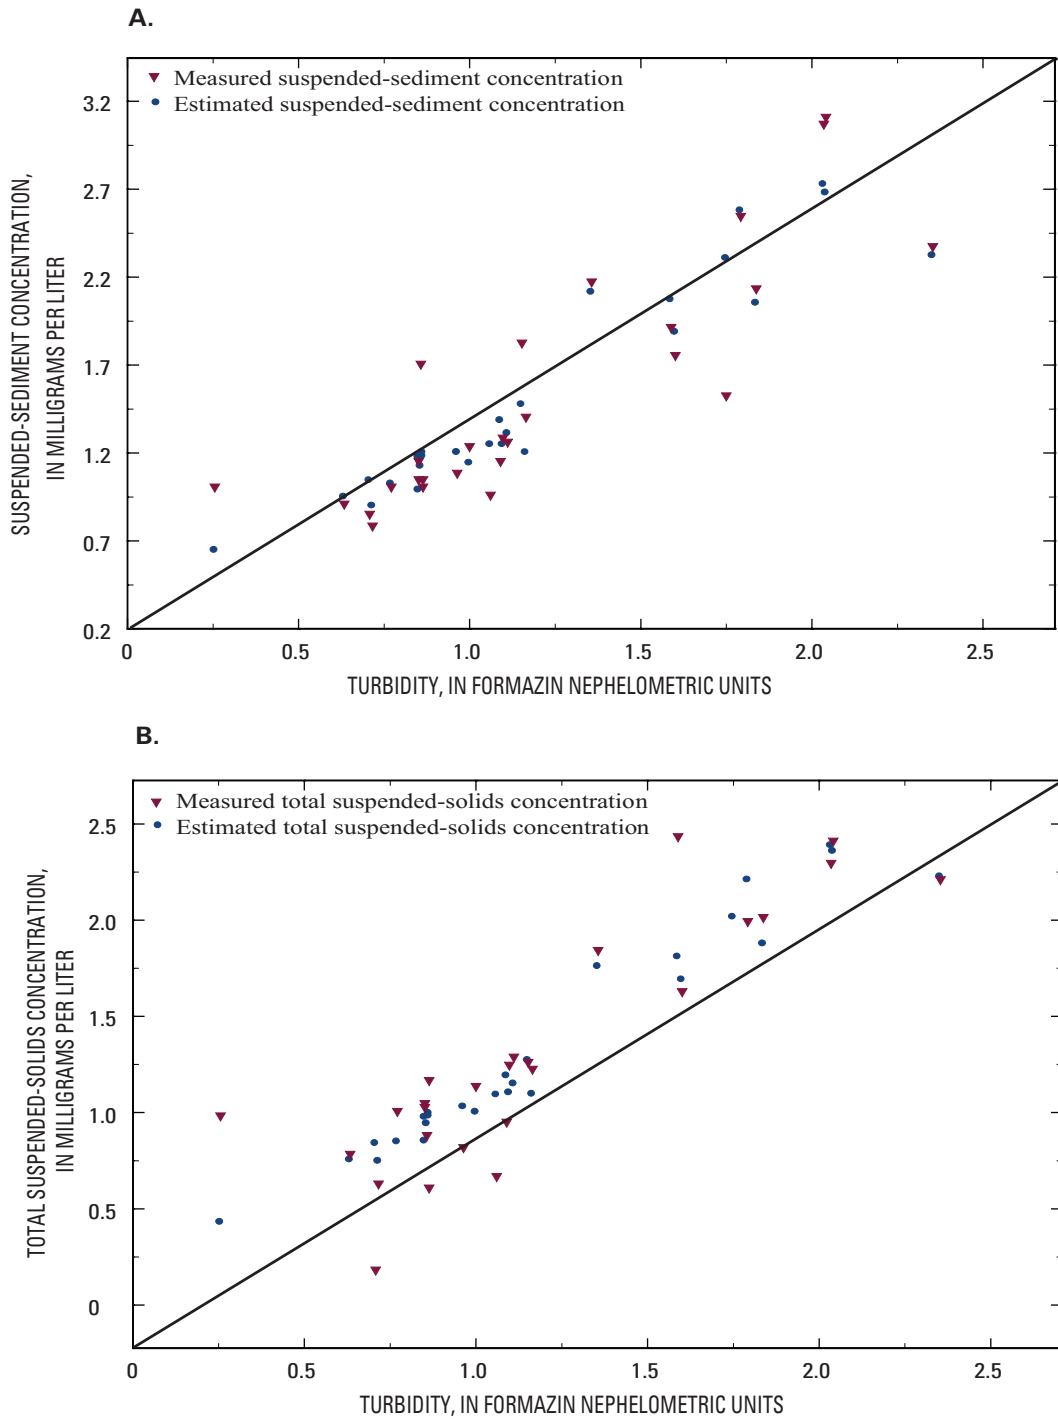 A.
Measured suspended-sediment concentration
Estimated suspended-sediment concentration
SUSPENDED-SEDIMENT CONCENTRATION,
IN MILLIGRAMS PER LITER
3.2
2.7
2.2
1.7
1.2
0.7
0.2
0 0.5 1.0 1.5 2.0 2.5
TURBIDITY, IN FORMAZIN NEPHELOMETRIC UNITS
B.
Measured total suspended-solids concentration
Estimated total suspended-solids concentration
TOTAL SUSPENDED-SOLIDS CONCENTRATION,
IN MILLIGRAMS PER LITER
2.5
2.0
1.5
1.0
0.5
0
0 0.5 1.0 1.5 2.0 2.5
TURBIDITY, IN FORMAZIN NEPHELOMETRIC UNITS